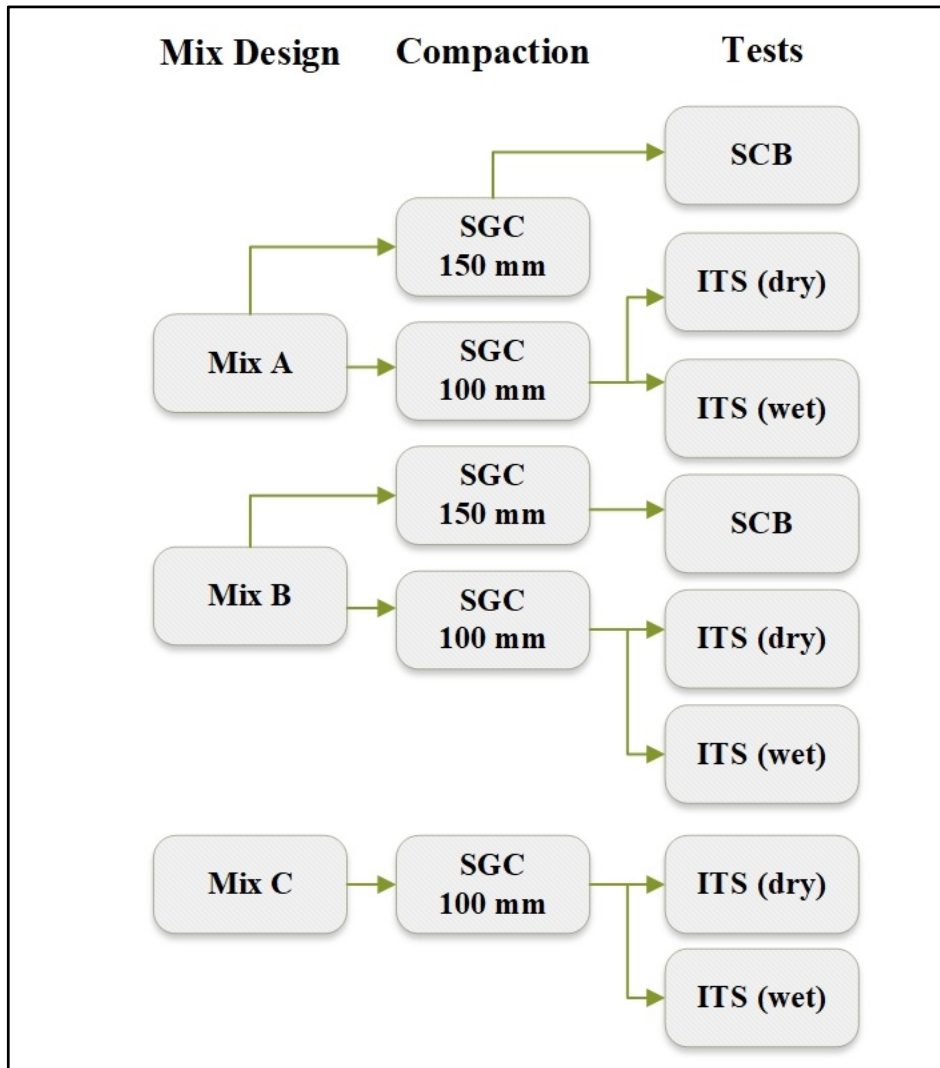 Mix Design Compaction Tests
SCB
SGC
150 mm
ITS (dry)
Mix A
SGC
100 mm
ITS (wet)
SGC
150 mm
SCB
Mix B
SGC
100 mm
ITS (dry)
ITS (wet)
Mix C
SGC
100 mm
ITS (dry)
ITS (wet)